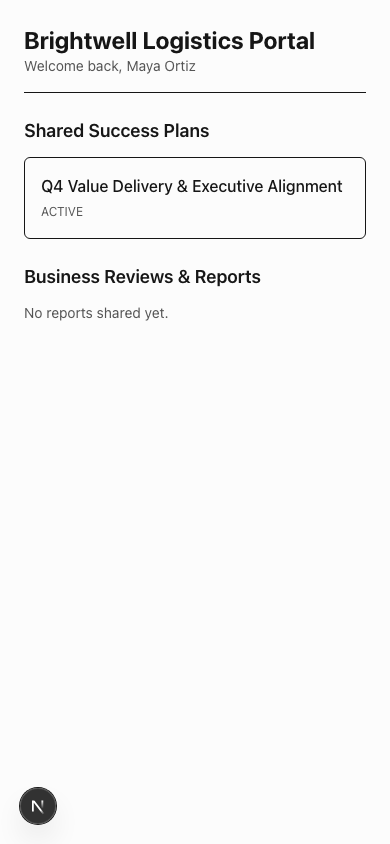 Brightwell Logistics Portal
Welcome back, Maya Ortiz
Shared Success Plans
Q4 Value Delivery & Executive Alignment
ACTIVE
Business Reviews & Reports
No reports shared yet.
N